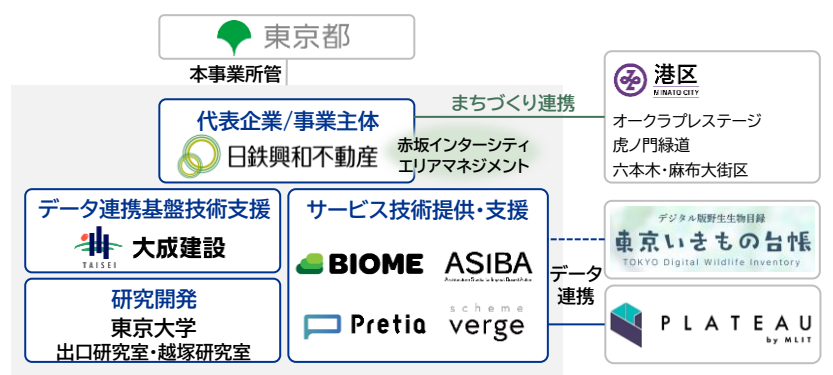 東京都
本事業所管
代表企業/事業主体
日鉄興和不動産
赤坂インターシティ
エリアマネジメント
まちづくり連携
港区
MINATO CITY
オークラプレステージ
虎ノ門緑道
六本木・麻布大街区
データ連携基盤技術支援
TAISEI
大成建設
研究開発
東京大学
出口研究室・越塚研究室
サービス技術提供・支援
BIOME
ASIBA
Pretia
scheme
verge
データ
連携
デジタル版野生生物目録
東京いきもの台帳
TOKYO Digital Wildlife Inventory
PLATEAU
by MLIT